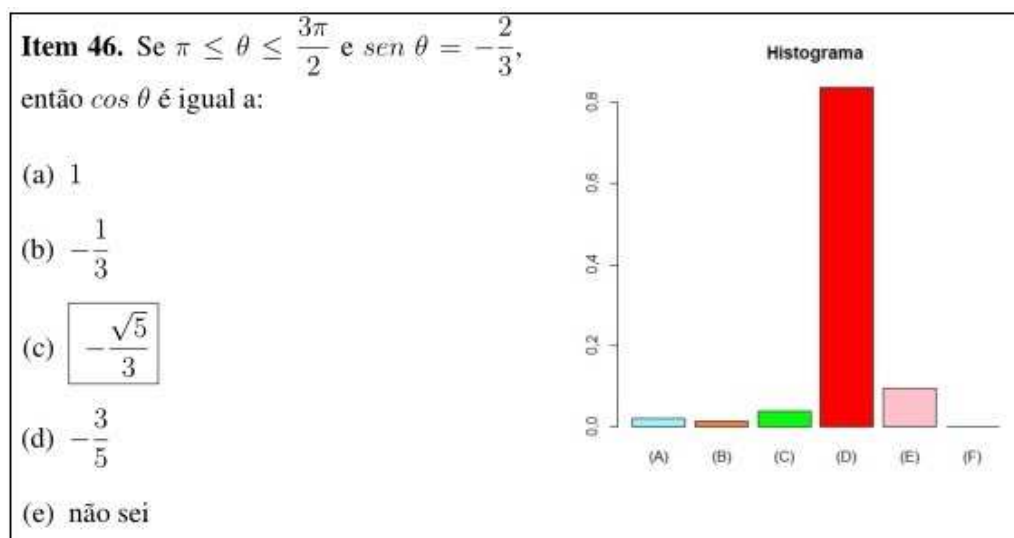 Item 46. Se π ≤ θ ≤ 3π/2 e sen θ = −2/3,
então cos θ é igual a:
(a) 1
(b) −1/3
(c) −√5/3
(d) −3/5
(e) não sei
Histograma
0,8
0,6
0,4
0,2
0,0
(A) (B) (C) (D) (E) (F)